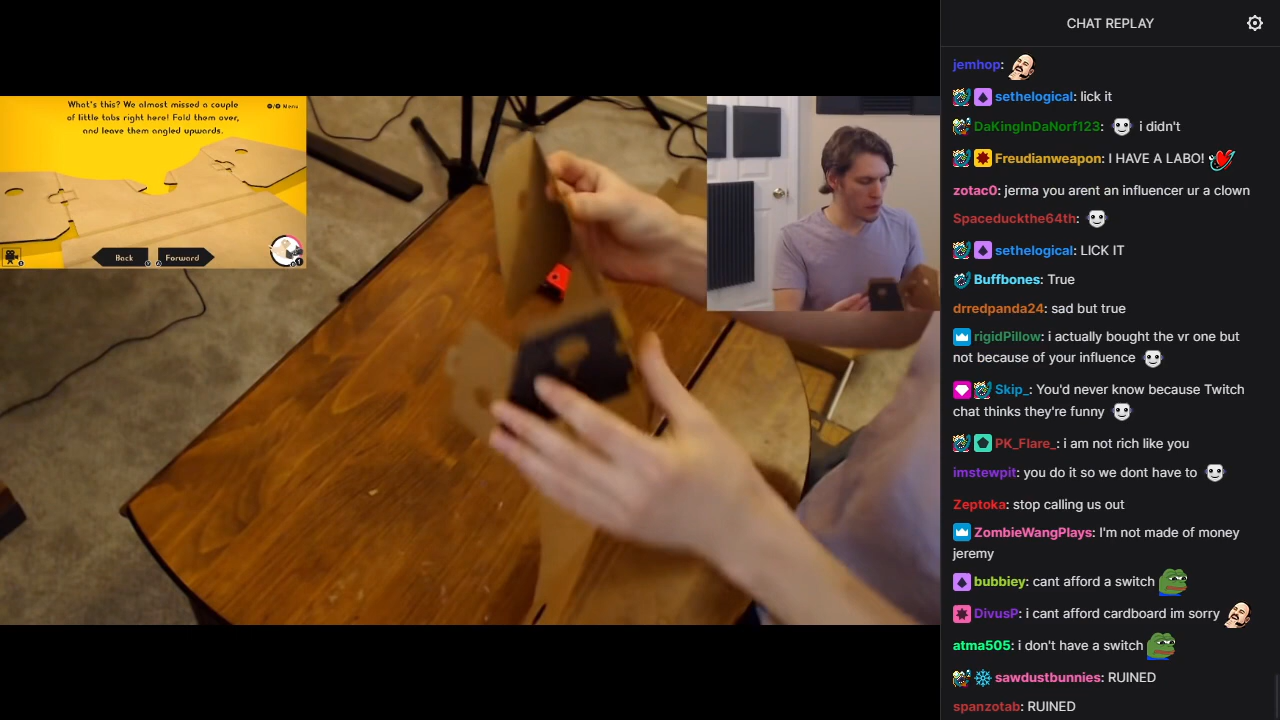 What's this? We almost missed a couple
of little tabs right here! Fold them over,
and leave them angled upwards.
Menu
Back
Forward
CHAT REPLAY
jemhop:
sethelogical: lick it
DaKingInDaNorf123: i didn't
Freudianweapon: I HAVE A LABO!
zotac0: jerma you arent an influencer ur a clown
Spaceduckthe64th:
sethelogical: LICK IT
Buffbones: True
drredpanda24: sad but true
rigidPillow: i actually bought the vr one but
not because of your influence
Skip_: You'd never know because Twitch
chat thinks they're funny
PK_Flare_: i am not rich like you
imstewpit: you do it so we dont have to
Zeptoka: stop calling us out
ZombieWangPlays: I'm not made of money
jeremy
bubbiey: cant afford a switch
DivusP: i cant afford cardboard im sorry
atma505: i don't have a switch
sawdustbunnies: RUINED
spanzotab: RUINED